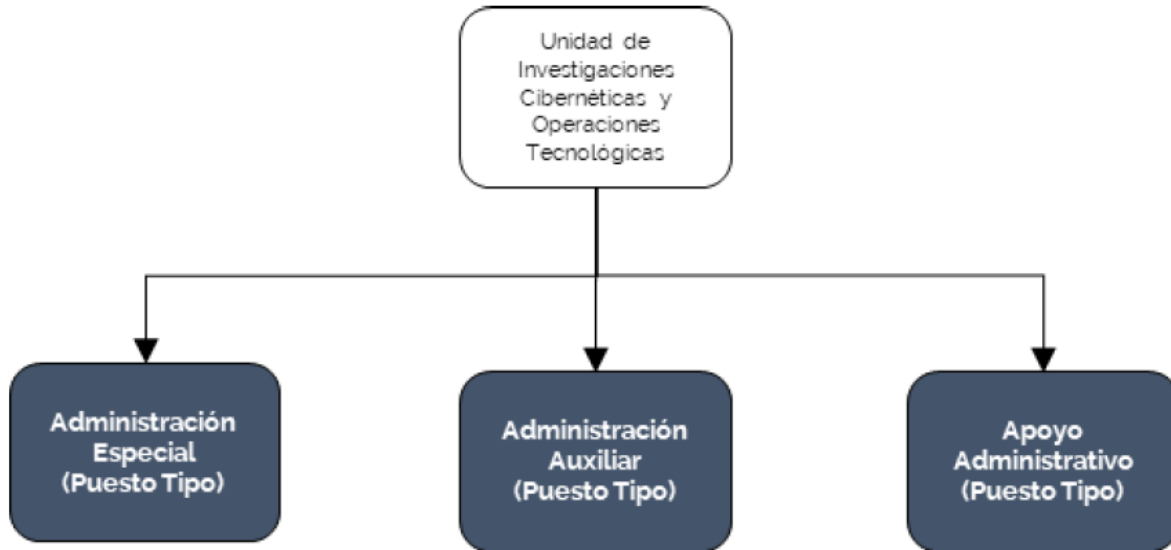 Unidad de
Investigaciones
Cibernéticas y
Operaciones
Tecnológicas
Administración
Especial
(Puesto Tipo)
Administración
Auxiliar
(Puesto Tipo)
Apoyo
Administrativo
(Puesto Tipo)